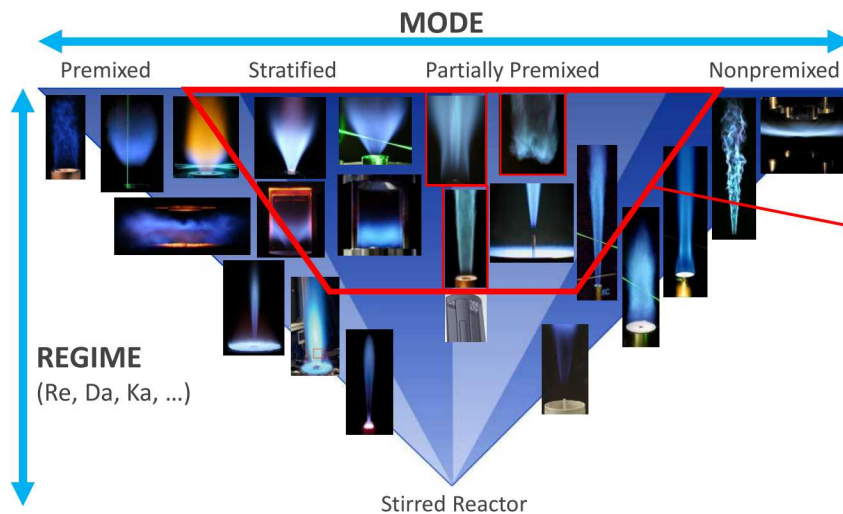 MODE
Premixed
Stratified
Partially Premixed
Nonpremixed
REGIME
(Re, Da, Ka, …)
Stirred Reactor